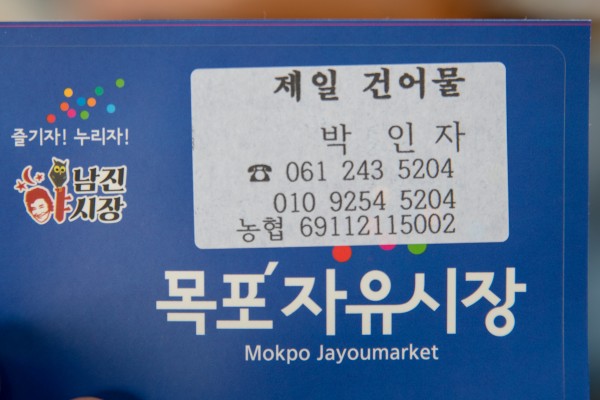 제일 건어물
박 인 자
☎ 061 243 5204
010 9254 5204
농협 69112115002
즐기자! 누리자!
남진
야시장
목포 자유시장
Mokpo Jayoumarket